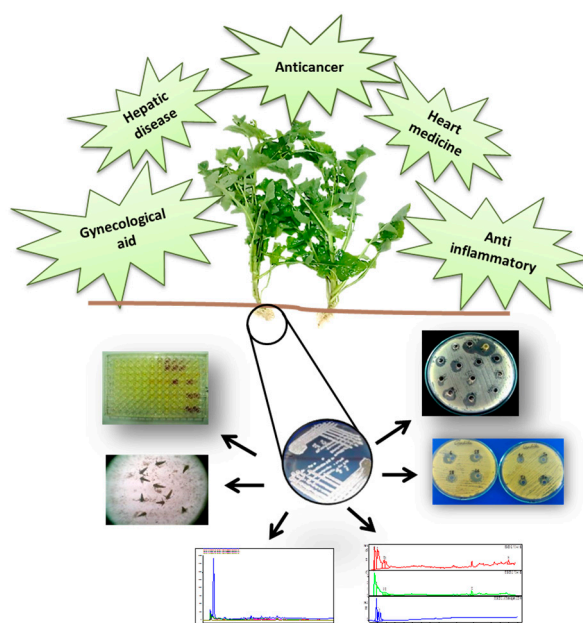 Anticancer
Hepatic
disease
Heart
medicine
Gynecological
aid
Anti
inflammatory